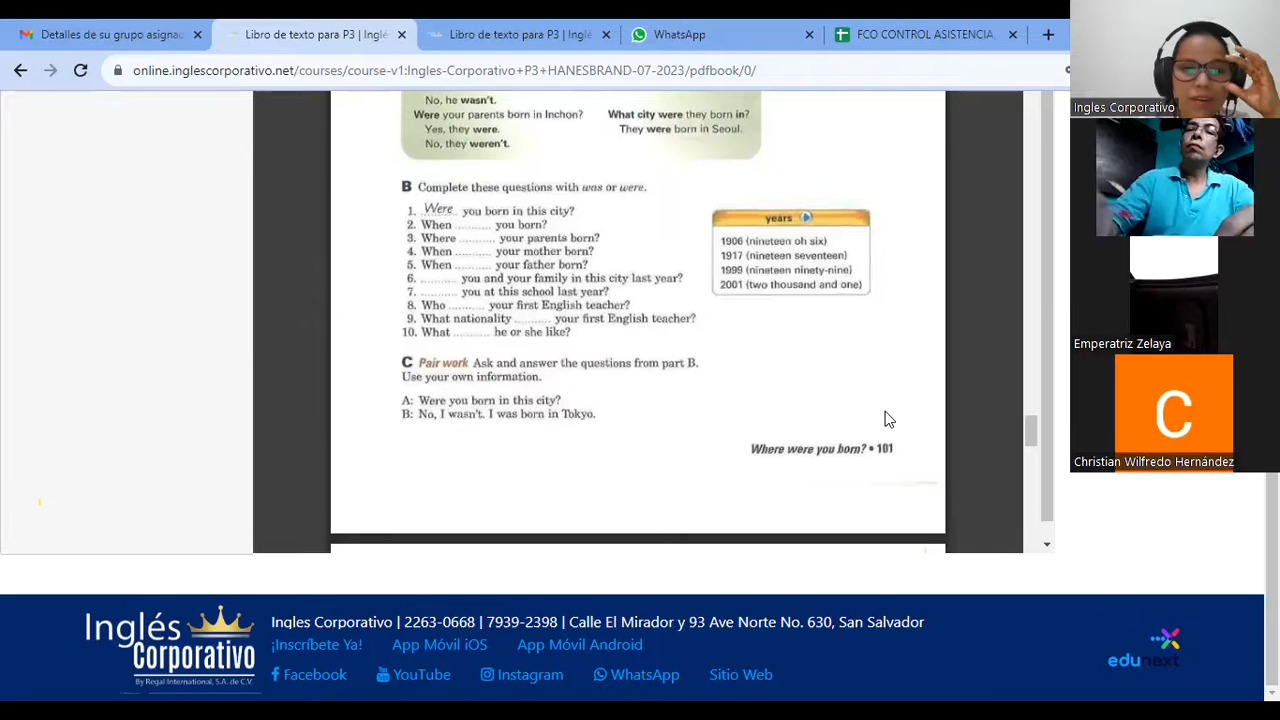 Detalles de su grupo asignad
Libro de texto para P3 | Inglé
Libro de texto para P3 | Inglé
WhatsApp
FCO CONTROL ASISTENCIA
online.inglescorporativo.net/courses/course-v1:Ingles-Corporativo+P3+HANESBRAND-07-2023/pdfbook/0/
No, he wasn't.
Were your parents born in Inchon?
What city were they born in?
Yes, they were.
They were born in Seoul.
No, they weren't.
B Complete these questions with was or were.
1. Were you born in this city?
2. When .......... you born?
3. Where .......... your parents born?
4. When .......... your mother born?
5. When .......... your father born?
6. .......... you and your family in this city last year?
7. .......... you at this school last year?
8. Who .......... your first English teacher?
9. What nationality .......... your first English teacher?
10. What .......... he or she like?
years
1906 (nineteen oh six)
1917 (nineteen seventeen)
1999 (nineteen ninety-nine)
2001 (two thousand and one)
C Pair work Ask and answer the questions from part B.
Use your own information.
A: Were you born in this city?
B: No, I wasn't. I was born in Tokyo.
Where were you born? • 101
Ingles Corporativo
Emperatriz Zelaya
C
Christian Wilfredo Hernández
Inglés
Corporativo
By Regal International, S.A. de C.V.
Ingles Corporativo | 2263-0668 | 7939-2398 | Calle El Mirador y 93 Ave Norte No. 630, San Salvador
¡Inscríbete Ya! App Móvil iOS App Móvil Android
Facebook YouTube Instagram WhatsApp Sitio Web
edunext